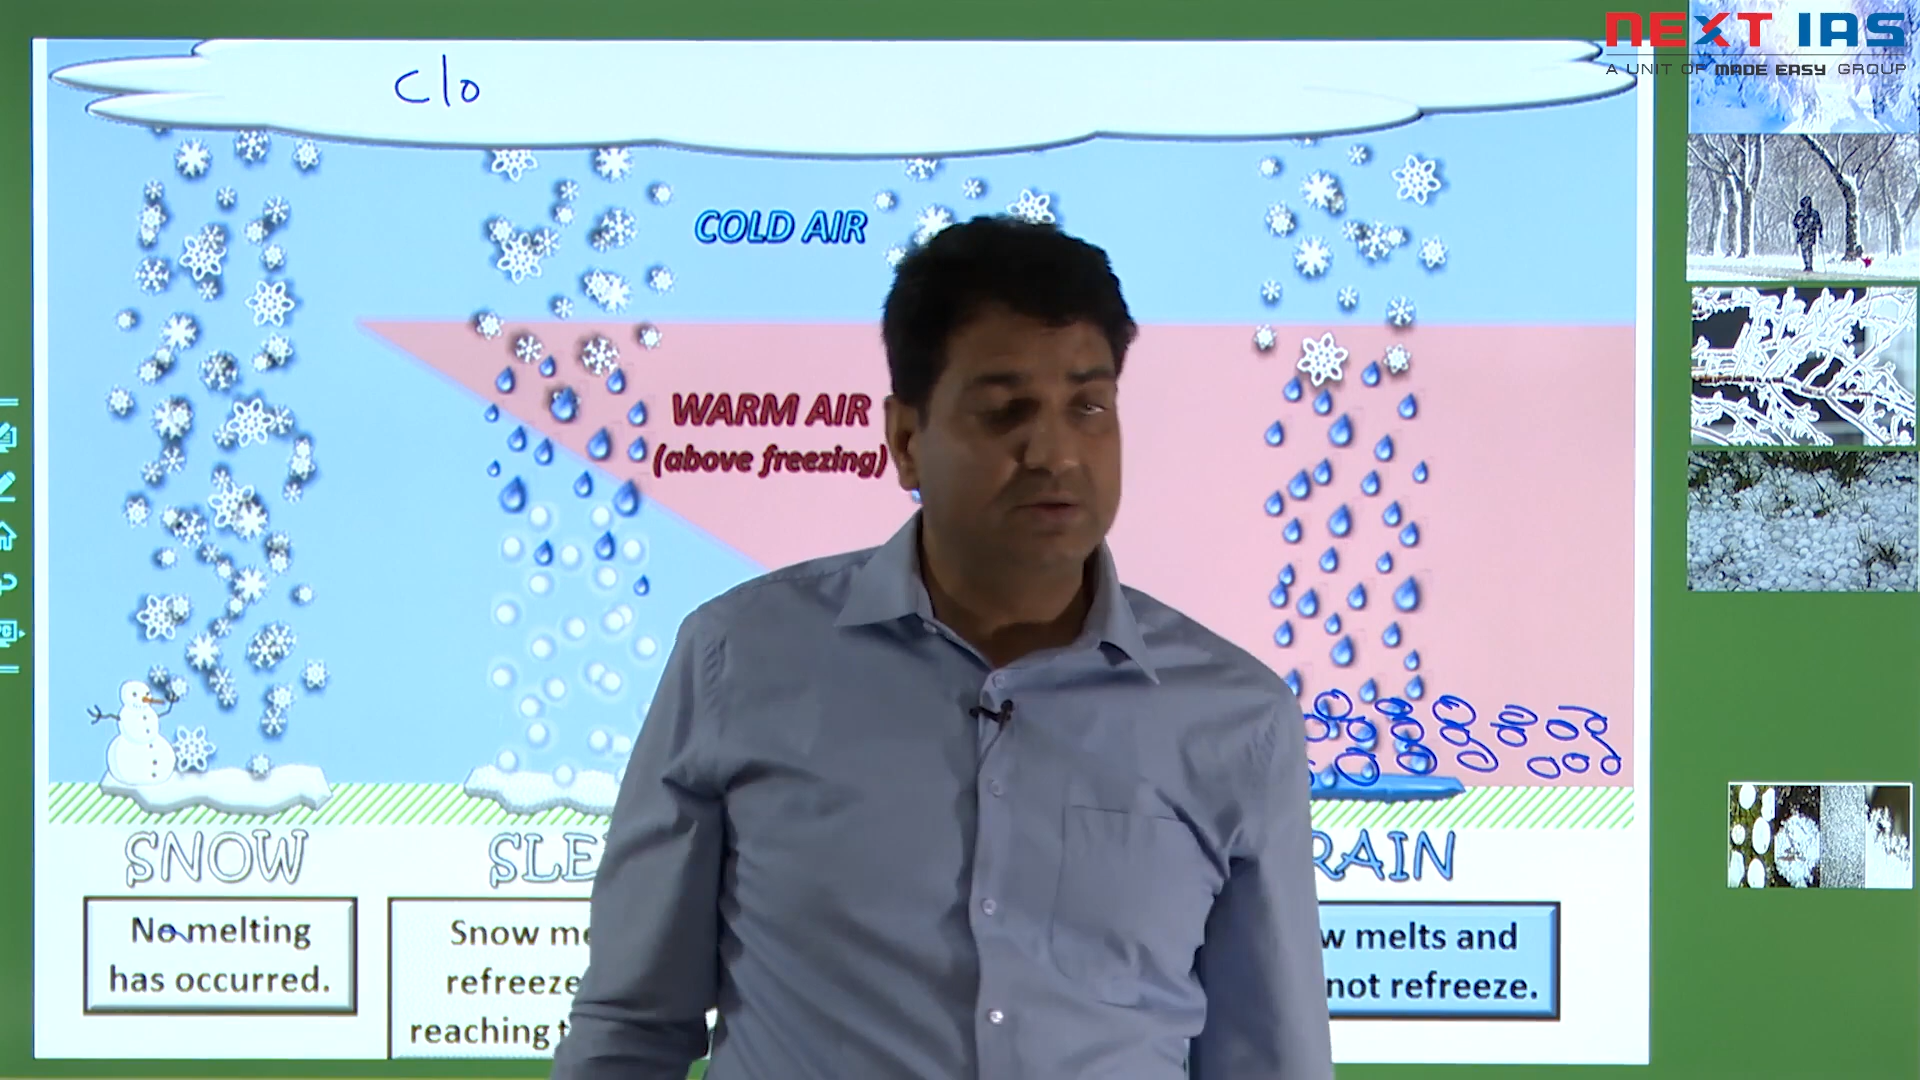 NEXT IAS
A UNIT OF MADE EASY GROUP
clo
COLD AIR
WARM AIR
(above freezing)
SNOW
SLE
RAIN
No melting
has occurred.
Snow me
refreeze
reaching t
w melts and
not refreeze.